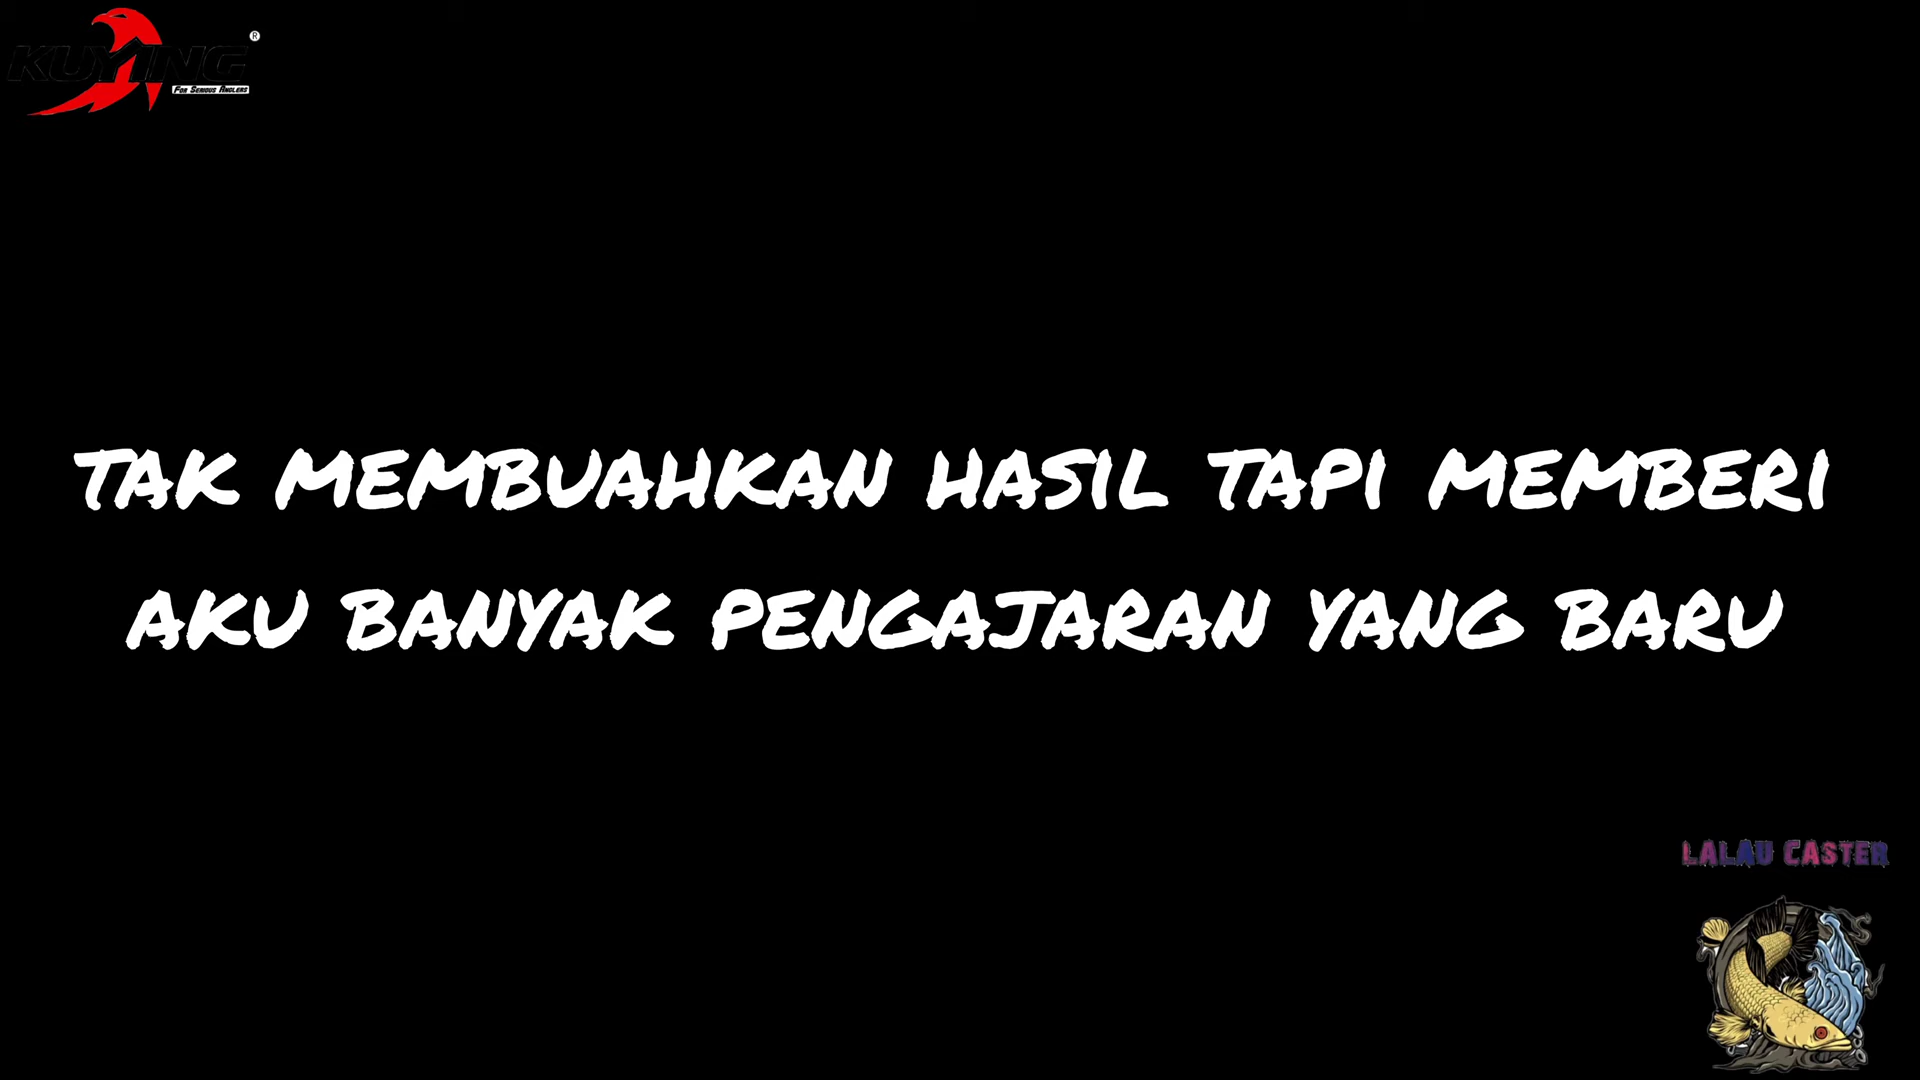 KUYING ®
For Serious Anglers
TAK MEMBUAHKAN HASIL TAPI MEMBERI
AKU BANYAK PENGAJARAN YANG BARU
LALAU CASTER